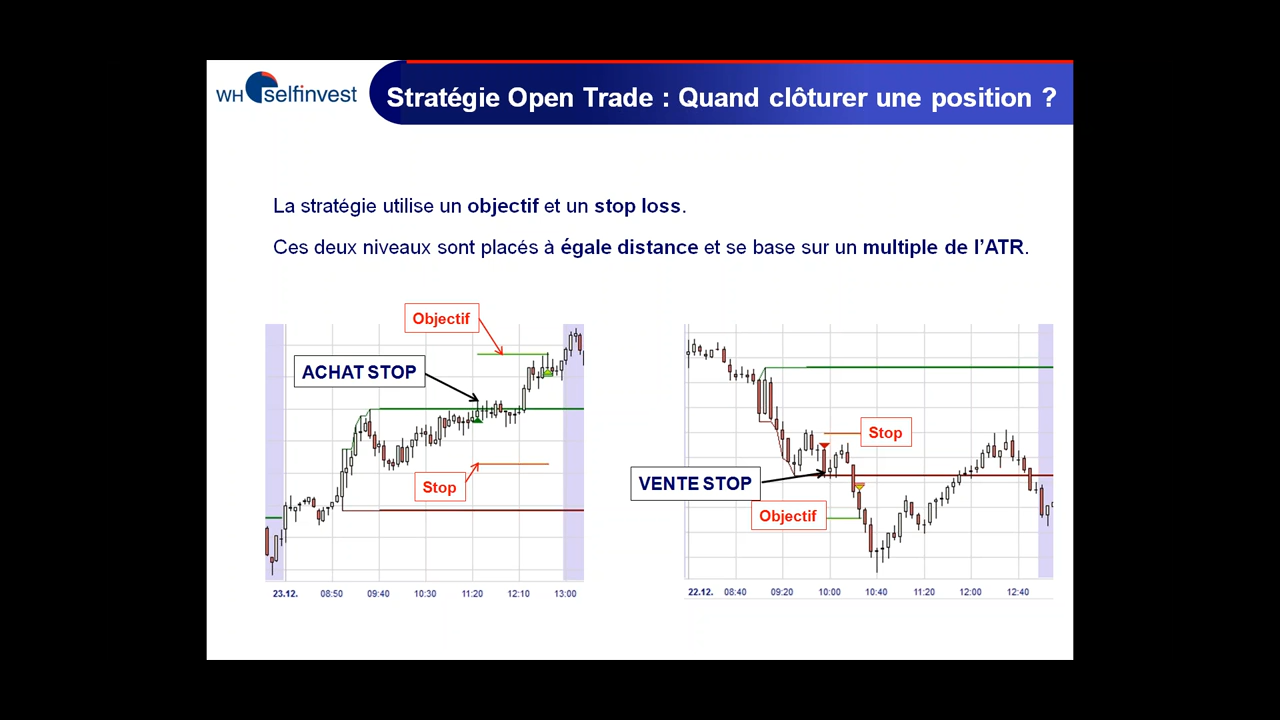 WH selfinvest
Stratégie Open Trade : Quand clôturer une position ?
La stratégie utilise un objectif et un stop loss.
Ces deux niveaux sont placés à égale distance et se base sur un multiple de l’ATR.
Objectif
ACHAT STOP
Stop
23.12. 08:50 09:40 10:30 11:20 12:10 13:00
Stop
VENTE STOP
Objectif
22.12. 08:40 09:20 10:00 10:40 11:20 12:00 12:40